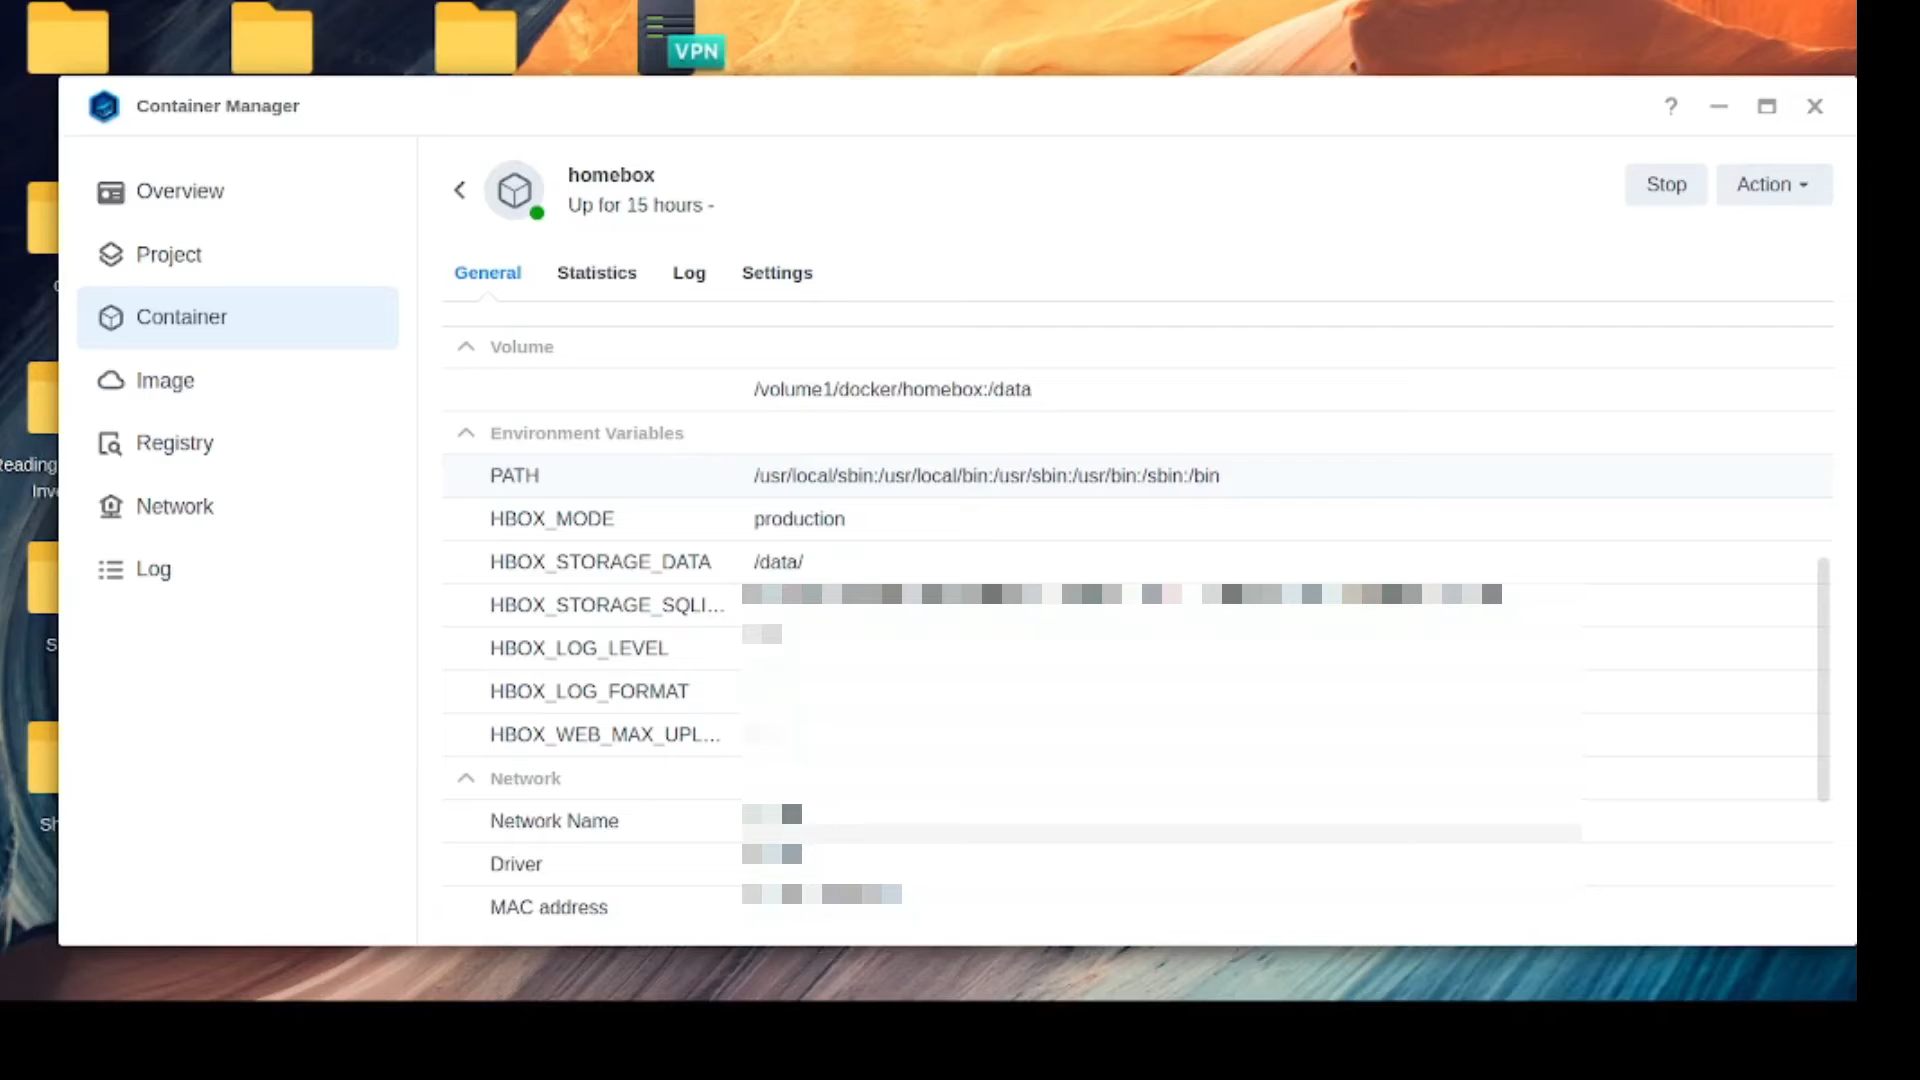 VPN
Container Manager
Overview
Project
Container
Image
Registry
Network
Log
homebox
Up for 15 hours -
Stop
Action
General
Statistics
Log
Settings
Volume
/volume1/docker/homebox:/data
Environment Variables
PATH
/usr/local/sbin:/usr/local/bin:/usr/sbin:/usr/bin:/sbin:/bin
HBOX_MODE
production
HBOX_STORAGE_DATA
/data/
HBOX_STORAGE_SQLI...
HBOX_LOG_LEVEL
HBOX_LOG_FORMAT
HBOX_WEB_MAX_UPL...
Network
Network Name
Driver
MAC address